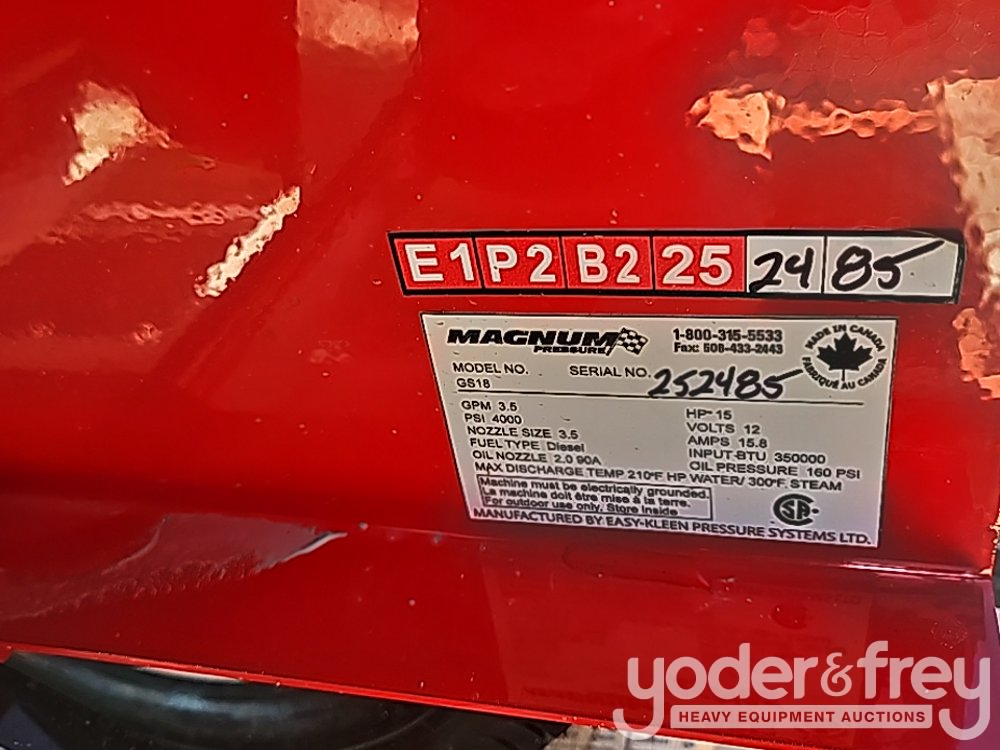 E1 P2 B2 25 24 85
MAGNUM PRESSURE
1-800-315-5533
Fax: 506-433-2443
MADE IN CANADA
FABRIQUÉ AU CANADA
MODEL NO. SERIAL NO. 252485
GS18
GPM 3.5
PSI 4000
NOZZLE SIZE 3.5
FUEL TYPE Diesel
OIL NOZZLE 2.0 90A
HP 15
VOLTS 12
AMPS 15.8
INPUT-BTU 350000
OIL PRESSURE 160 PSI
MAX DISCHARGE TEMP 210°F HP WATER/ 300°F STEAM
Machine must be electrically grounded.
La machine doit être mise à la terre.
For outdoor use only, Store Inside
MANUFACTURED BY EASY-KLEEN PRESSURE SYSTEMS LTD.
yoder&frey
HEAVY EQUIPMENT AUCTIONS